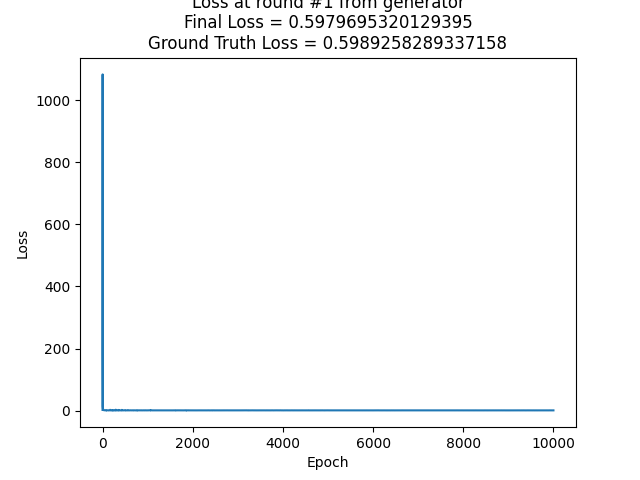 Loss at round #1 from generator
Final Loss = 0.5979695320129395
Ground Truth Loss = 0.5989258289337158
1000
800
600
400
200
0
Loss
0 2000 4000 6000 8000 10000
Epoch